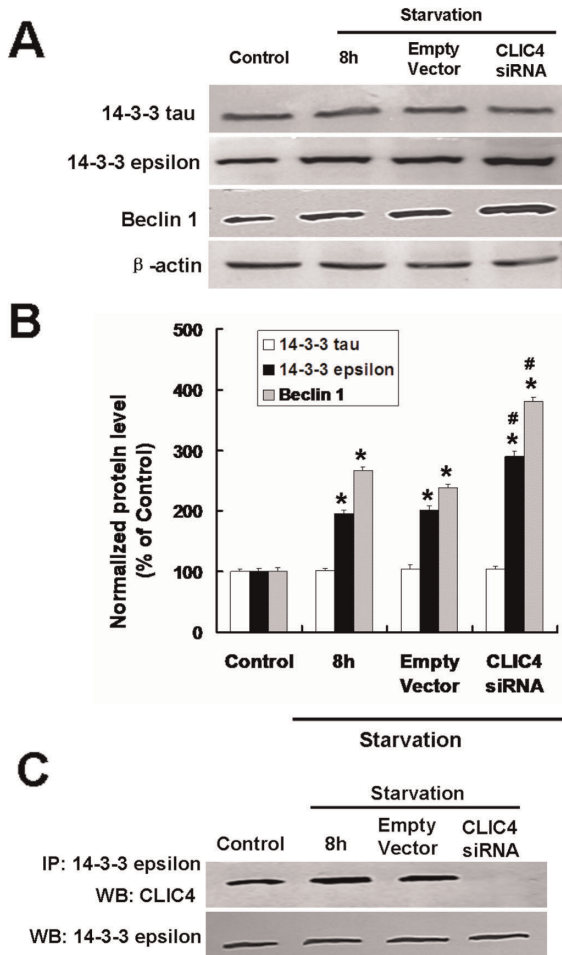 A
Starvation
Control
8h
Empty
Vector
CLIC4
siRNA
14-3-3 tau
14-3-3 epsilon
Beclin 1
β-actin
B
500
400
300
200
100
0
Normalized protein level
(% of Control)
14-3-3 tau
14-3-3 epsilon
Beclin 1
* * * * # * # *
Control
8h
Empty
Vector
CLIC4
siRNA
Starvation
C
Starvation
Control
8h
Empty
Vector
CLIC4
siRNA
IP: 14-3-3 epsilon
WB: CLIC4
WB: 14-3-3 epsilon